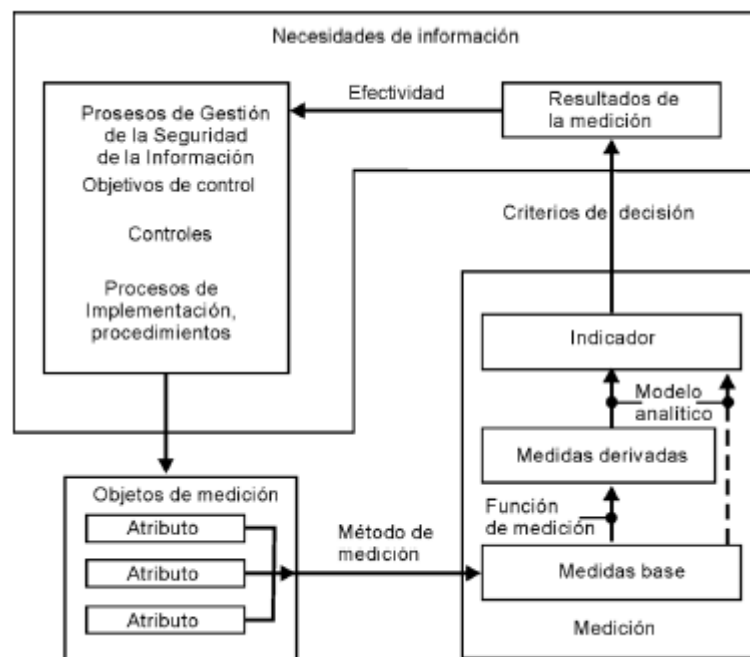 Necesidades de información
Prosesos de Gestión
de la Seguridad
de la Información
Objetivos de control
Controles
Procesos de
Implementación,
procedimientos
Efectividad
Resultados de
la medición
Criterios de decisión
Indicador
Modelo
analítico
Medidas derivadas
Función
de medición
Medidas base
Medición
Objetos de medición
Atributo
Atributo
Atributo
Método de
medición